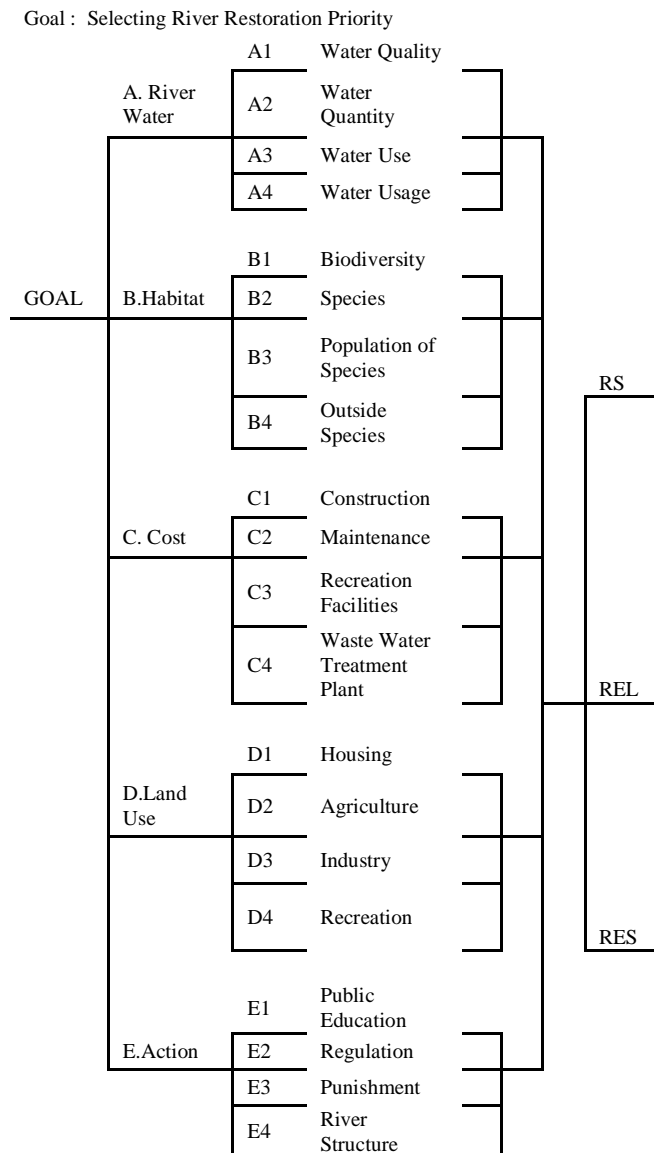 Goal : Selecting River Restoration Priority
A1 Water Quality
A. River
Water
A2 Water
Quantity
A3 Water Use
A4 Water Usage
B1 Biodiversity
GOAL B.Habitat B2 Species
B3 Population of
Species
RS
B4 Outside
Species
C1 Construction
C. Cost C2 Maintenance
C3 Recreation
Facilities
C4 Waste Water
Treatment
Plant
REL
D1 Housing
D.Land
Use
D2 Agriculture
D3 Industry
D4 Recreation
RES
E1 Public
Education
E.Action E2 Regulation
E3 Punishment
E4 River
Structure